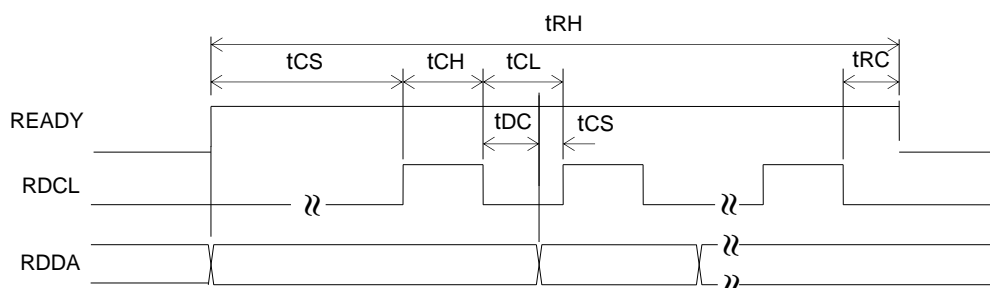 tRH
tCS tCH tCL tRC
READY tDC tCS
RDCL
RDDA